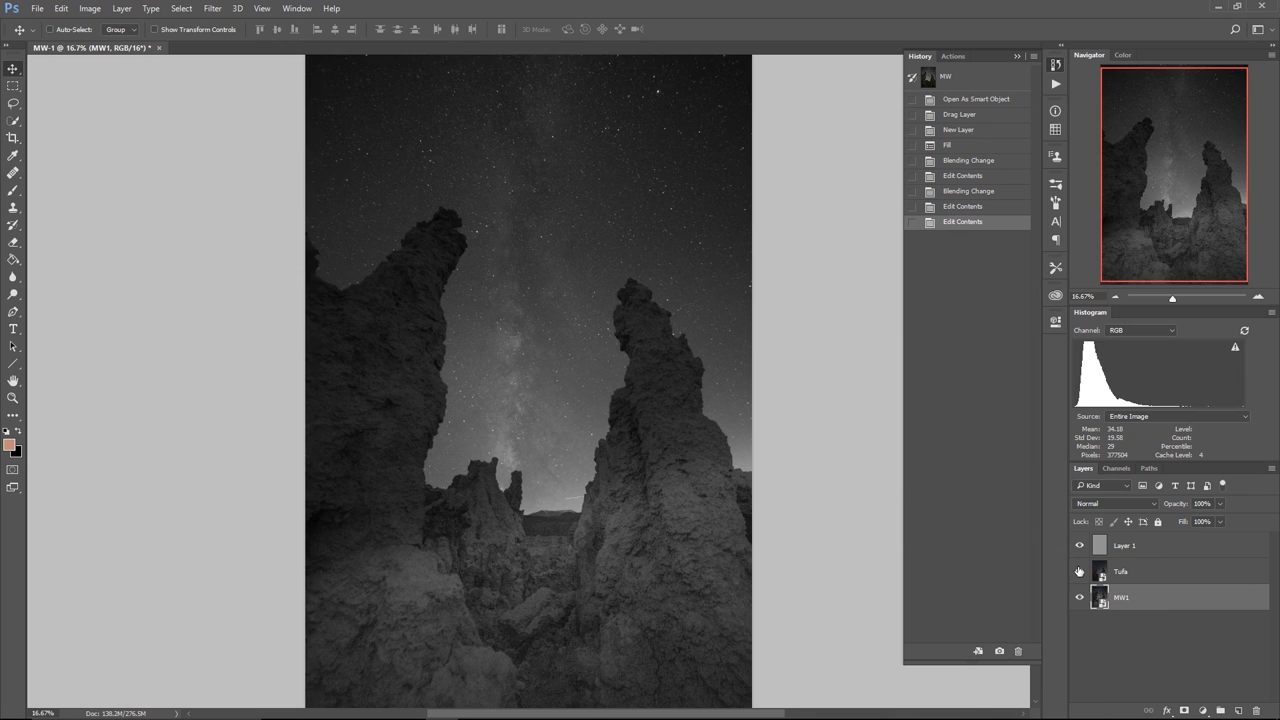 Ps File Edit Image Layer Type Select Filter 3D View Window Help
Auto-Select: Group Show Transform Controls 3D Modes
MW-1 @ 16.7% (MW1, RGB/16*) * ×
History Actions
MW
Open As Smart Object
Drag Layer
New Layer
Fill
Blending Change
Edit Contents
Blending Change
Edit Contents
Edit Contents
Navigator Color
16.67%
Histogram
Channel: RGB
Source: Entire Image
Mean: 34.18 Level:
Std Dev: 19.58 Count:
Median: 29 Percentile:
Pixels: 377504 Cache Level: 4
Layers Channels Paths
Kind
Normal Opacity: 100%
Lock: Fill: 100%
Layer 1
Tufa
MW1
16.67% Doc: 138.2M/276.5M